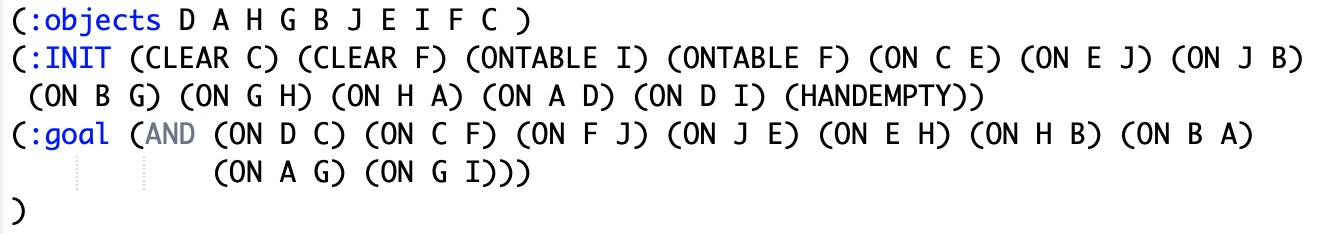 (:objects D A H G B J E I F C )
(:INIT (CLEAR C) (CLEAR F) (ONTABLE I) (ONTABLE F) (ON C E) (ON E J) (ON J B)
(ON B G) (ON G H) (ON H A) (ON A D) (ON D I) (HANDEMPTY))
(:goal (AND (ON D C) (ON C F) (ON F J) (ON J E) (ON E H) (ON H B) (ON B A)
(ON A G) (ON G I)))
)